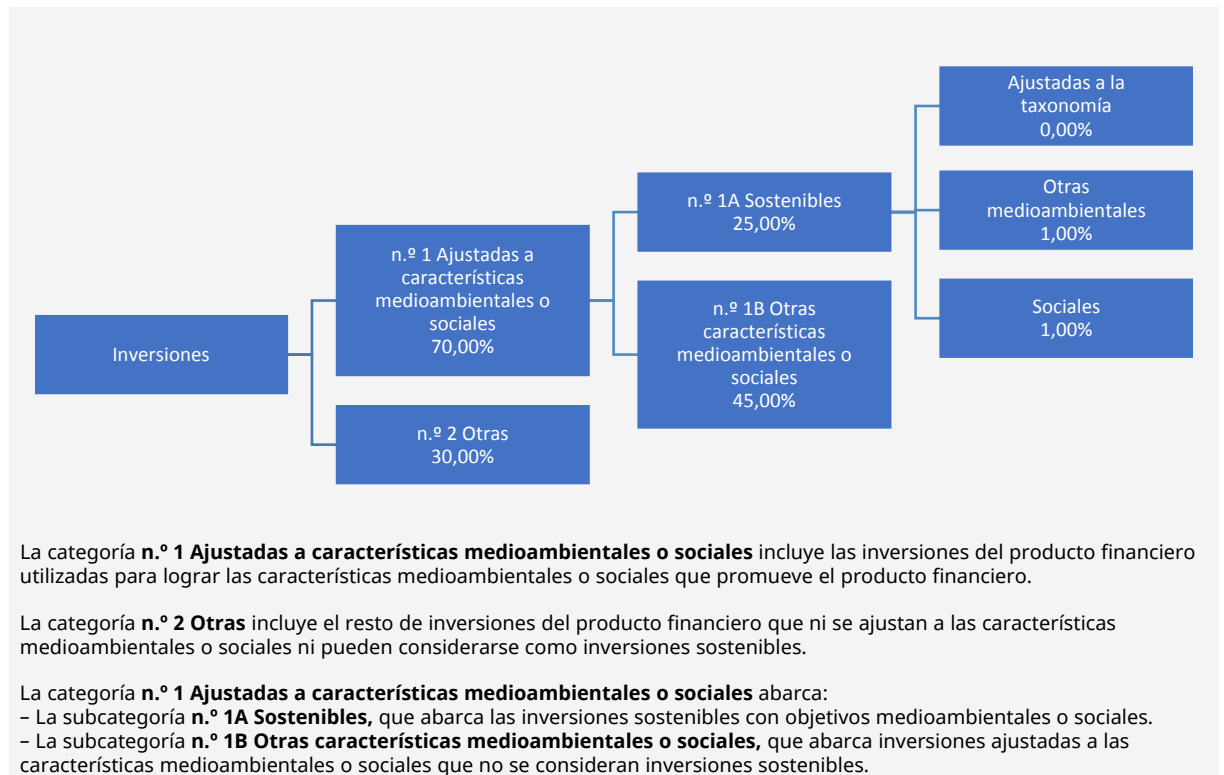 Ajustadas a la
taxonomía
0,00%
n.º 1A Sostenibles
25,00%
Otras
medioambientales
1,00%
n.º 1 Ajustadas a
características
medioambientales o
sociales
70,00%
n.º 1B Otras
características
medioambientales o
sociales
45,00%
Sociales
1,00%
Inversiones
n.º 2 Otras
30,00%
La categoría n.º 1 Ajustadas a características medioambientales o sociales incluye las inversiones del producto financiero
utilizadas para lograr las características medioambientales o sociales que promueve el producto financiero.
La categoría n.º 2 Otras incluye el resto de inversiones del producto financiero que ni se ajustan a las características
medioambientales o sociales ni pueden considerarse como inversiones sostenibles.
La categoría n.º 1 Ajustadas a características medioambientales o sociales abarca:
– La subcategoría n.º 1A Sostenibles, que abarca las inversiones sostenibles con objetivos medioambientales o sociales.
– La subcategoría n.º 1B Otras características medioambientales o sociales, que abarca inversiones ajustadas a las
características medioambientales o sociales que no se consideran inversiones sostenibles.